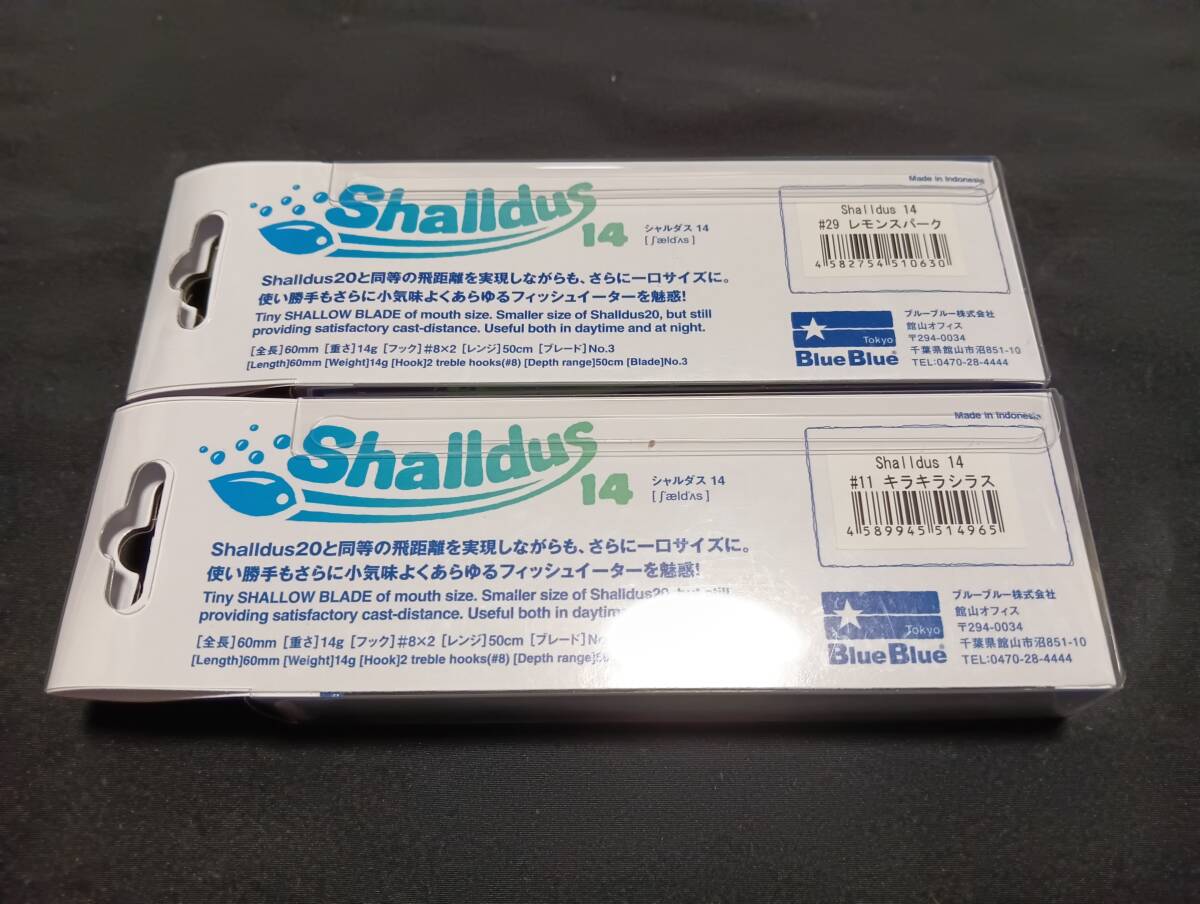 Made in Indonesia
Shalldus
14
シャルダス 14
[ʃældʌs]
Shalldus 14
#29 レモンスパーク
4 582754 510630
Shalldus20と同等の飛距離を実現しながらも、さらに一口サイズに。
使い勝手もさらに小気味よくあらゆるフィッシュイーターを魅惑!
Tiny SHALLOW BLADE of mouth size. Smaller size of Shalldus20, but still
providing satisfactory cast-distance. Useful both in daytime and at night.
[全長]60mm [重さ]14g [フック]#8×2 [レンジ]50cm [ブレード]No.3
[Length]60mm [Weight]14g [Hook]2 treble hooks(#8) [Depth range]50cm [Blade]No.3
Tokyo
BlueBlue
ブルーブルー株式会社
館山オフィス
〒294-0034
千葉県館山市沼851-10
TEL:0470-28-4444
Made in Indonesia
Shalldus
14
シャルダス 14
[ʃældʌs]
Shalldus 14
#11 キラキラシラス
4 589945 514965
Shalldus20と同等の飛距離を実現しながらも、さらに一口サイズに。
使い勝手もさらに小気味よくあらゆるフィッシュイーターを魅惑!
Tiny SHALLOW BLADE of mouth size. Smaller size of Shalldus20, but still
providing satisfactory cast-distance. Useful both in daytime
[全長]60mm [重さ]14g [フック]#8×2 [レンジ]50cm [ブレード]
[Length]60mm [Weight]14g [Hook]2 treble hooks(#8) [Depth range]
Tokyo
BlueBlue
ブルーブルー株式会社
館山オフィス
〒294-0034
千葉県館山市沼851-10
TEL:0470-28-4444